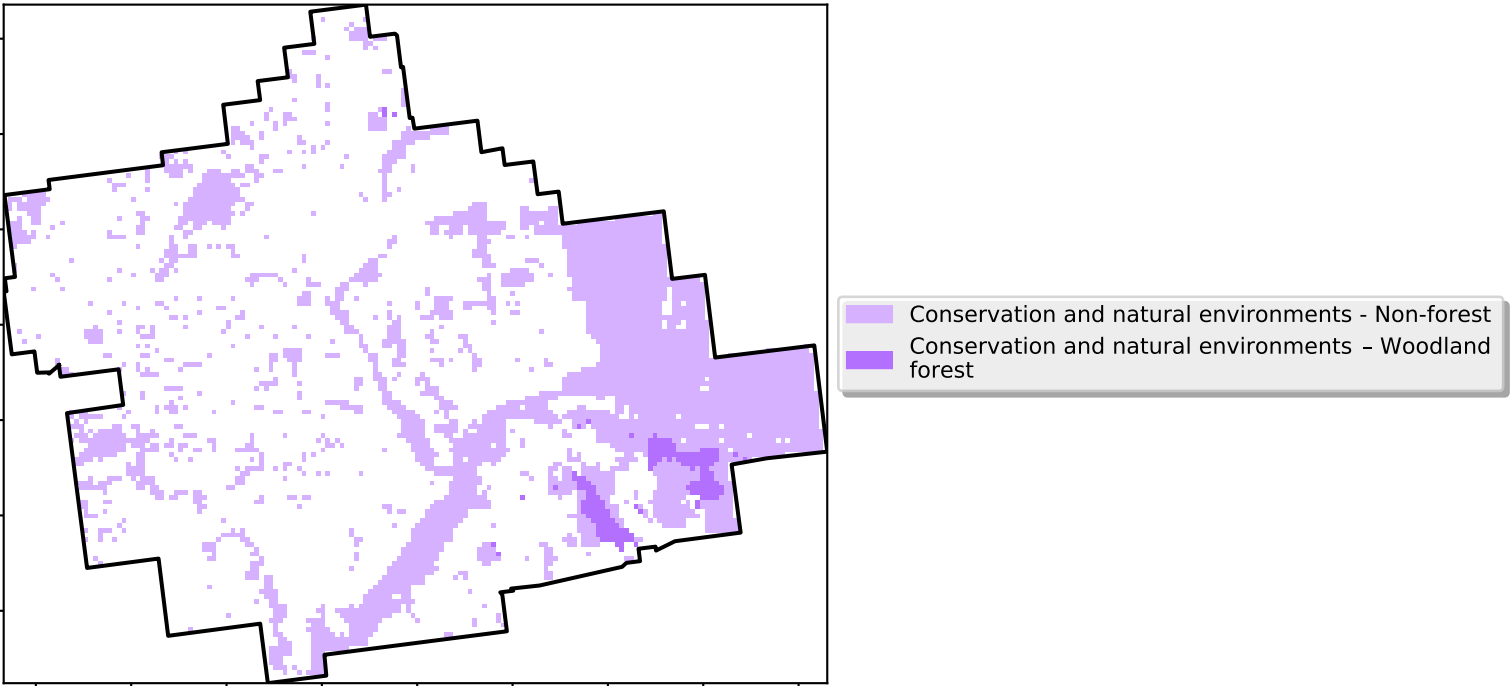 Conservation and natural environments - Non-forest
Conservation and natural environments – Woodland
forest